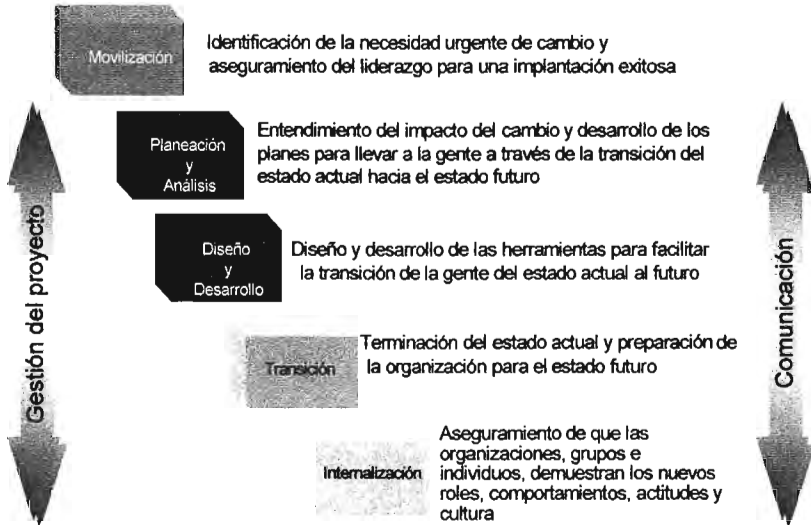 Movilización
Identificación de la necesidad urgente de cambio y
aseguramiento del liderazgo para una implantación exitosa
Planeación
y
Análisis
Entendimiento del impacto del cambio y desarrollo de los
planes para llevar a la gente a través de la transición del
estado actual hacia el estado futuro
Diseño
y
Desarrollo
Diseño y desarrollo de las herramientas para facilitar
la transición de la gente del estado actual al futuro
Transición
Terminación del estado actual y preparación de
la organización para el estado futuro
Internalización
Aseguramiento de que las
organizaciones, grupos e
individuos, demuestran los nuevos
roles, comportamientos, actitudes y
cultura
Gestión del proyecto
Comunicación